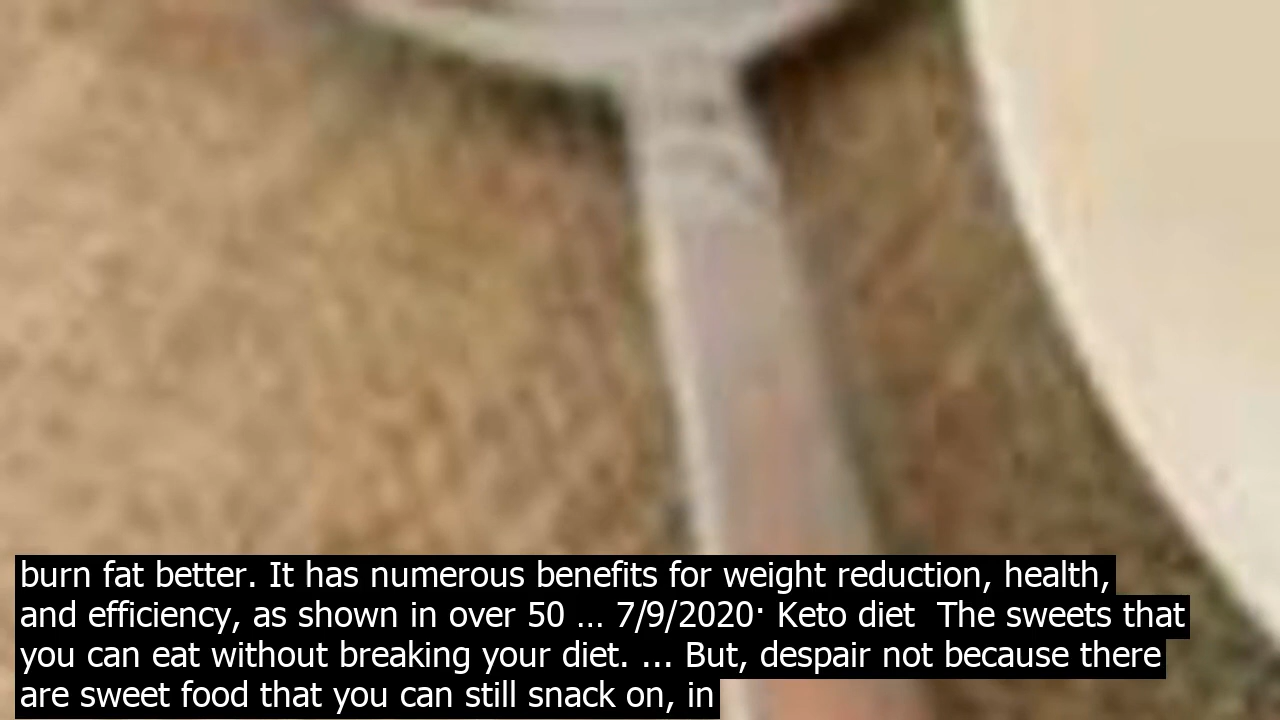 burn fat better. It has numerous benefits for weight reduction, health,
and efficiency, as shown in over 50 ... 7/9/2020· Keto diet  The sweets that
you can eat without breaking your diet. ... But, despair not because there
are sweet food that you can still snack on, in